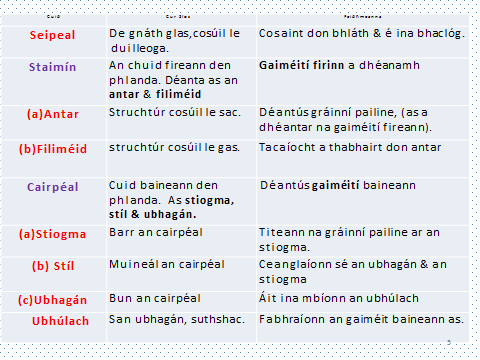 Cuid Cur Síos Feidhmeanna
Seipeal De gnáth glas,cosúil le duilleoga. Cosaint don bhláth & é ina bhaclóg.
Staimín An chuid fireann den phlanda. Déanta as an antar & filiméid Gaiméití firinn a dhéanamh
(a)Antar Struchtúr cosúil le sac. Déantús gráinní pailine, (as a dhéantar na gaiméití fireann).
(b)Filiméid struchtúr cosúil le gas. Tacaíocht a thabhairt don antar
Cairpéal Cuid baineann den phlanda. As stiogma, stíl & ubhagán. Déantús gaiméití baineann
(a)Stiogma Barr an cairpéal Titeann na gráinní pailine ar an stiogma.
(b) Stíl Muineál an cairpéal Ceanglaíonn sé an ubhagán & an stiogma
(c)Ubhagán Bun an cairpéal Áit ina mbíonn an ubhúlach
Ubhúlach San ubhagán, suthshac. Fabhraíonn an gaiméit baineann as.
5